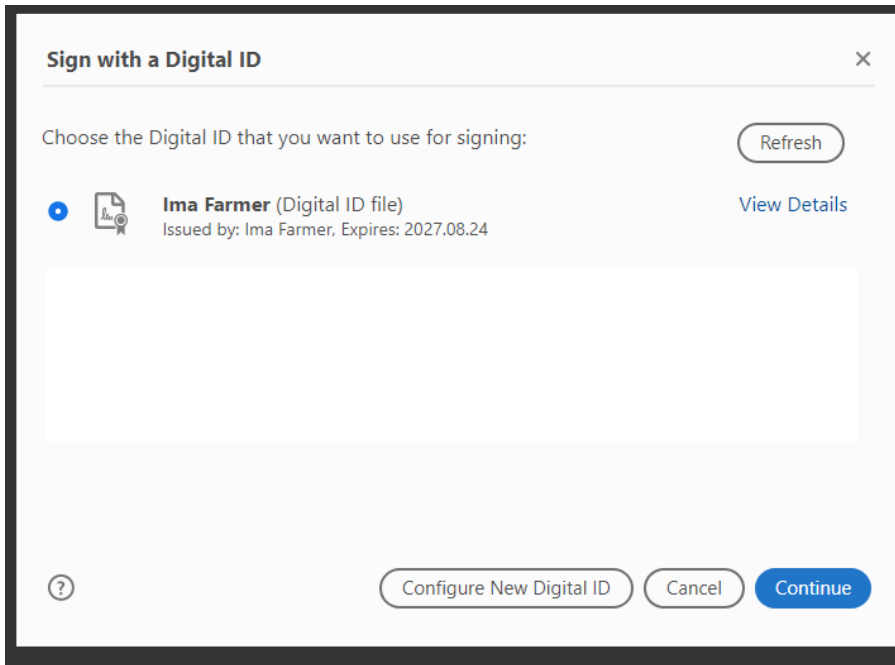 Sign with a Digital ID
Choose the Digital ID that you want to use for signing:
Refresh
Ima Farmer (Digital ID file)
View Details
Issued by: Ima Farmer, Expires: 2027.08.24
?
Configure New Digital ID
Cancel
Continue